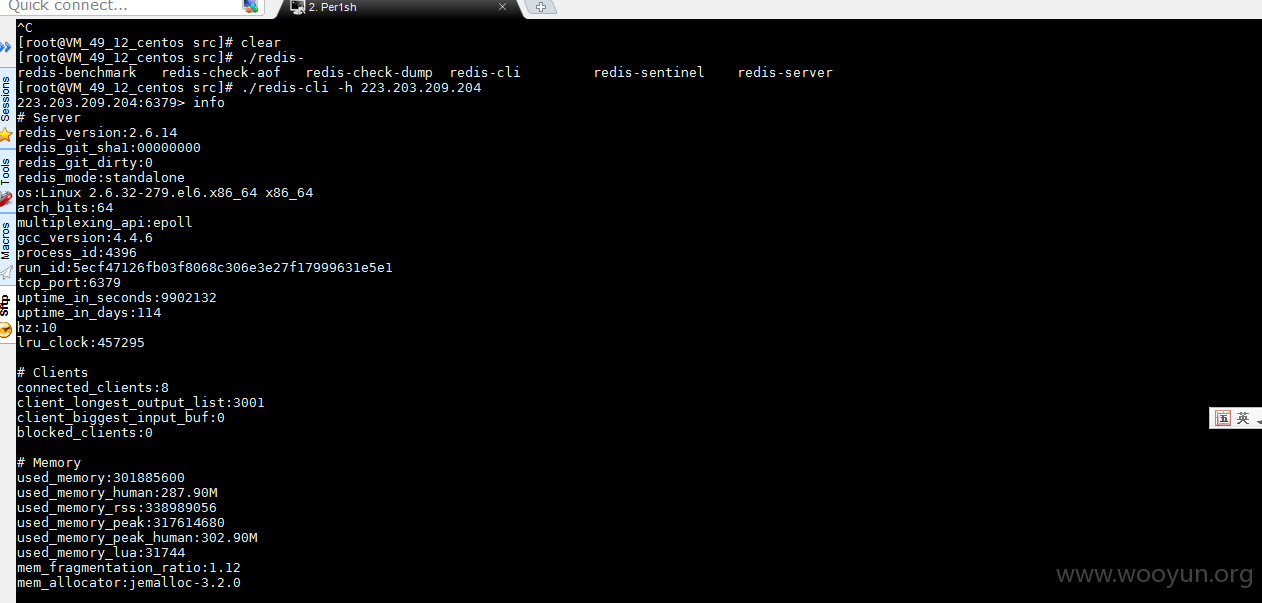 Quick connect...
2. Per1sh
^C
[root@VM_49_12_centos src]# clear
[root@VM_49_12_centos src]# ./redis-
redis-benchmark redis-check-aof redis-check-dump redis-cli redis-sentinel redis-server
[root@VM_49_12_centos src]# ./redis-cli -h 223.203.209.204
223.203.209.204:6379> info
# Server
redis_version:2.6.14
redis_git_sha1:00000000
redis_git_dirty:0
redis_mode:standalone
os:Linux 2.6.32-279.el6.x86_64 x86_64
arch_bits:64
multiplexing_api:epoll
gcc_version:4.4.6
process_id:4396
run_id:5ecf47126fb03f8068c306e3e27f17999631e5e1
tcp_port:6379
uptime_in_seconds:9902132
uptime_in_days:114
hz:10
lru_clock:457295
# Clients
connected_clients:8
client_longest_output_list:3001
client_biggest_input_buf:0
blocked_clients:0
# Memory
used_memory:301885600
used_memory_human:287.90M
used_memory_rss:338989056
used_memory_peak:317614680
used_memory_peak_human:302.90M
used_memory_lua:31744
mem_fragmentation_ratio:1.12
mem_allocator:jemalloc-3.2.0
Sessions
Tools
Macros
Sftp
五 英
www.wooyun.org